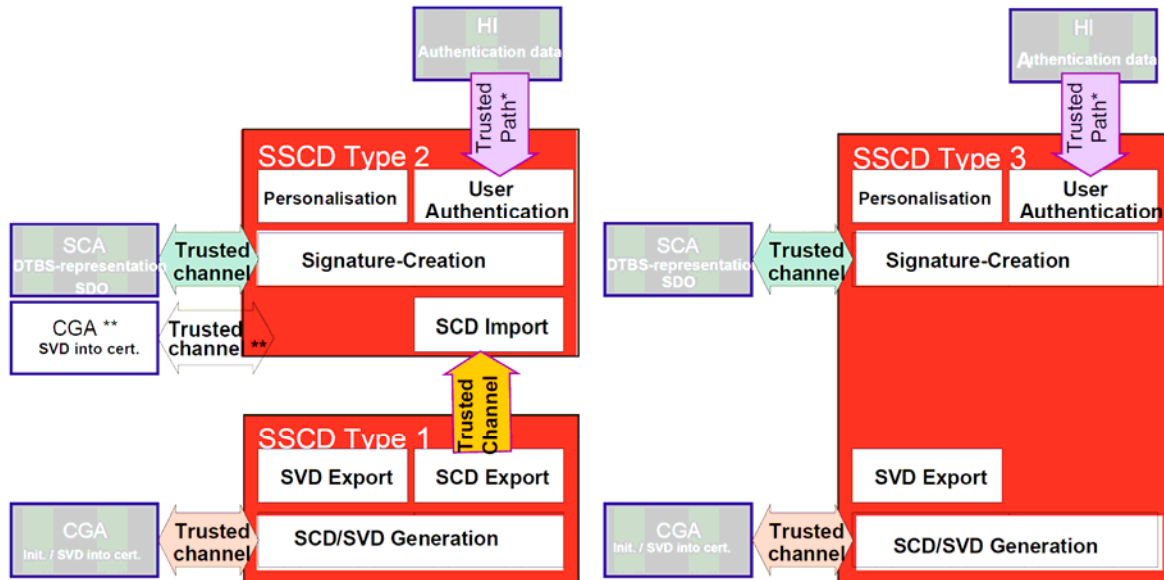 HI
Authentication data
Trusted
Path*
SSCD Type 2
Personalisation
User
Authentication
SCA
DTBS-representation
SDO
Trusted
channel
Signature-Creation
CGA **
SVD into cert.
Trusted
channel **
SCD Import
Trusted
Channel
SSCD Type 1
SVD Export
SCD Export
CGA
Init. / SVD into cert.
Trusted
channel
SCD/SVD Generation
HI
Authentication data
Trusted
Path*
SSCD Type 3
Personalisation
User
Authentication
SCA
DTBS-representation
SDO
Trusted
channel
Signature-Creation
SVD Export
CGA
Init. / SVD into cert.
Trusted
channel
SCD/SVD Generation